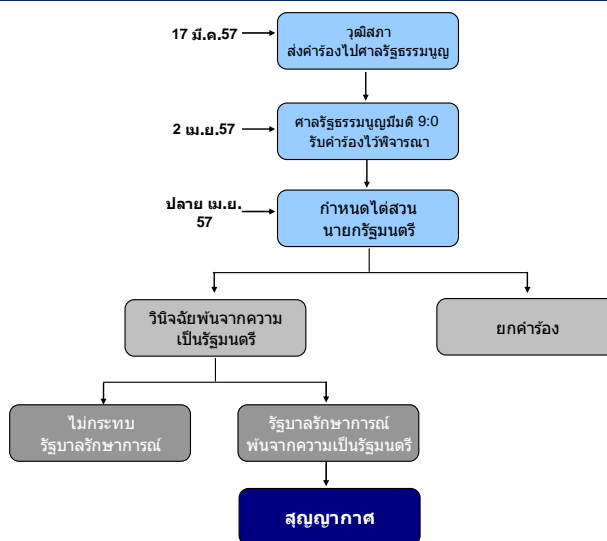 17 มี.ค.57
วุฒิสภา
ส่งคำร้องไปศาลรัฐธรรมนูญ
2 เม.ย.57
ศาลรัฐธรรมนูญมีมติ 9:0
รับคำร้องไว้พิจารณา
ปลาย เม.ย.
57
กำหนดไต่สวน
นายกรัฐมนตรี
วินิจฉัยพ้นจากความ
เป็นรัฐมนตรี
ยกคำร้อง
ไม่กระทบ
รัฐบาลรักษาการณ์
รัฐบาลรักษาการณ์
พ้นจากความเป็นรัฐมนตรี
สุญญากาศ